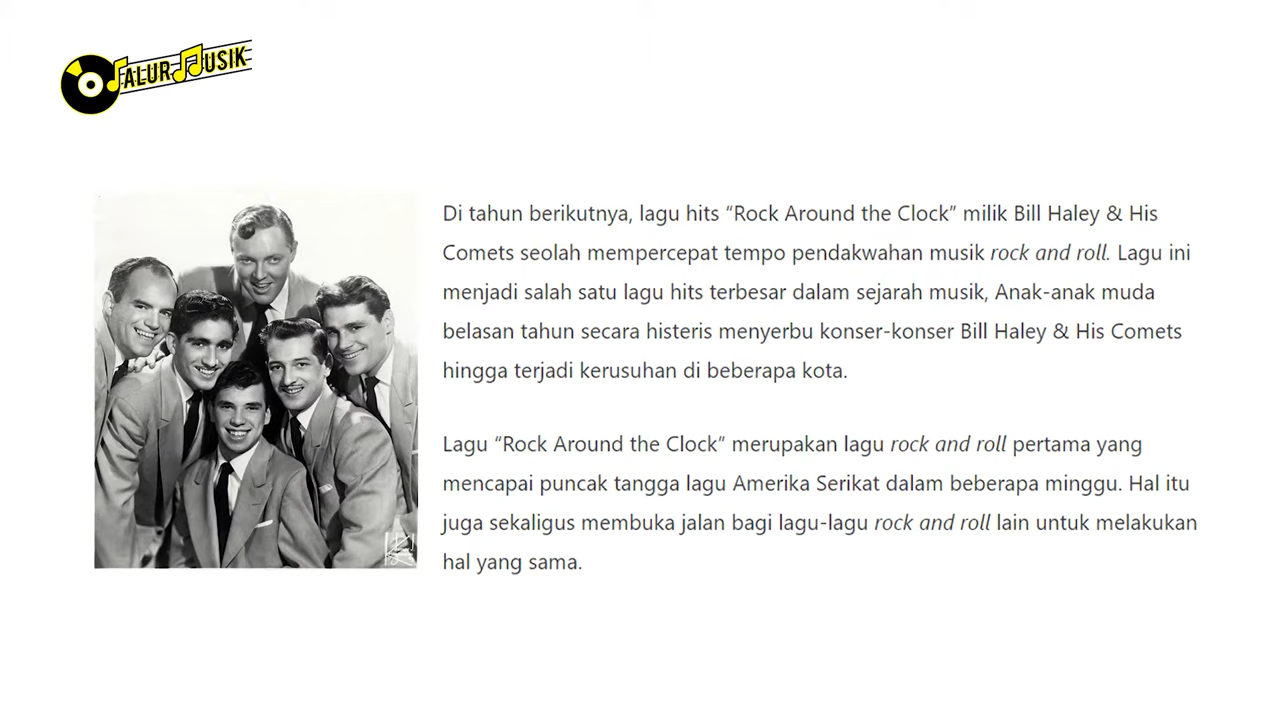 ALUR MUSIK
Di tahun berikutnya, lagu hits “Rock Around the Clock” milik Bill Haley & His
Comets seolah mempercepat tempo pendakwahan musik rock and roll. Lagu ini
menjadi salah satu lagu hits terbesar dalam sejarah musik, Anak-anak muda
belasan tahun secara histeris menyerbu konser-konser Bill Haley & His Comets
hingga terjadi kerusuhan di beberapa kota.
Lagu “Rock Around the Clock” merupakan lagu rock and roll pertama yang
mencapai puncak tangga lagu Amerika Serikat dalam beberapa minggu. Hal itu
juga sekaligus membuka jalan bagi lagu-lagu rock and roll lain untuk melakukan
hal yang sama.